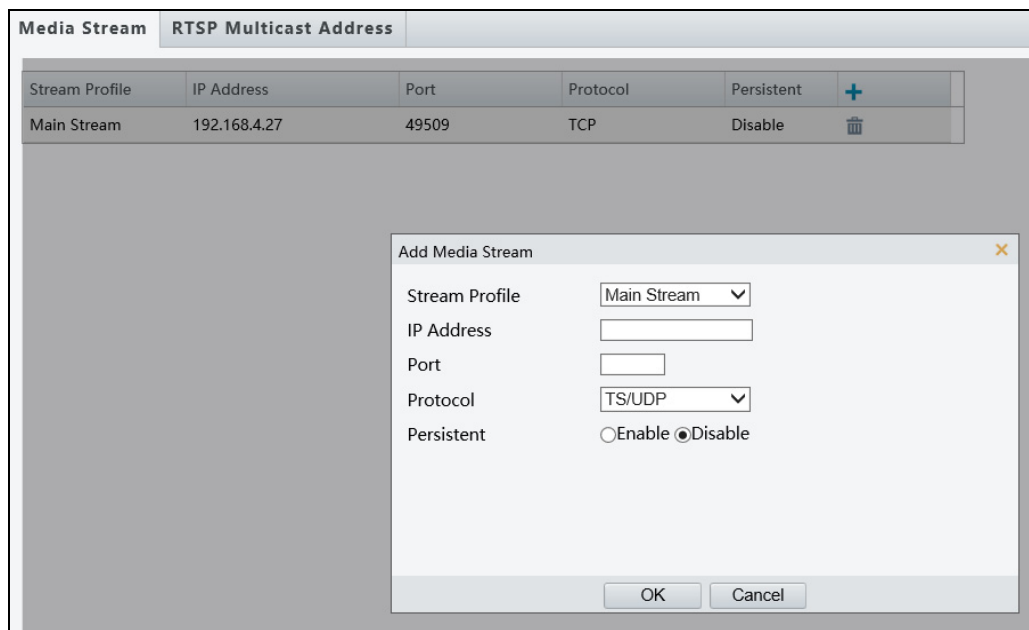 Media Stream RTSP Multicast Address
Stream Profile IP Address Port Protocol Persistent
Main Stream 192.168.4.27 49509 TCP Disable
Add Media Stream
Stream Profile Main Stream
IP Address
Port
Protocol TS/UDP
Persistent Enable Disable
OK Cancel